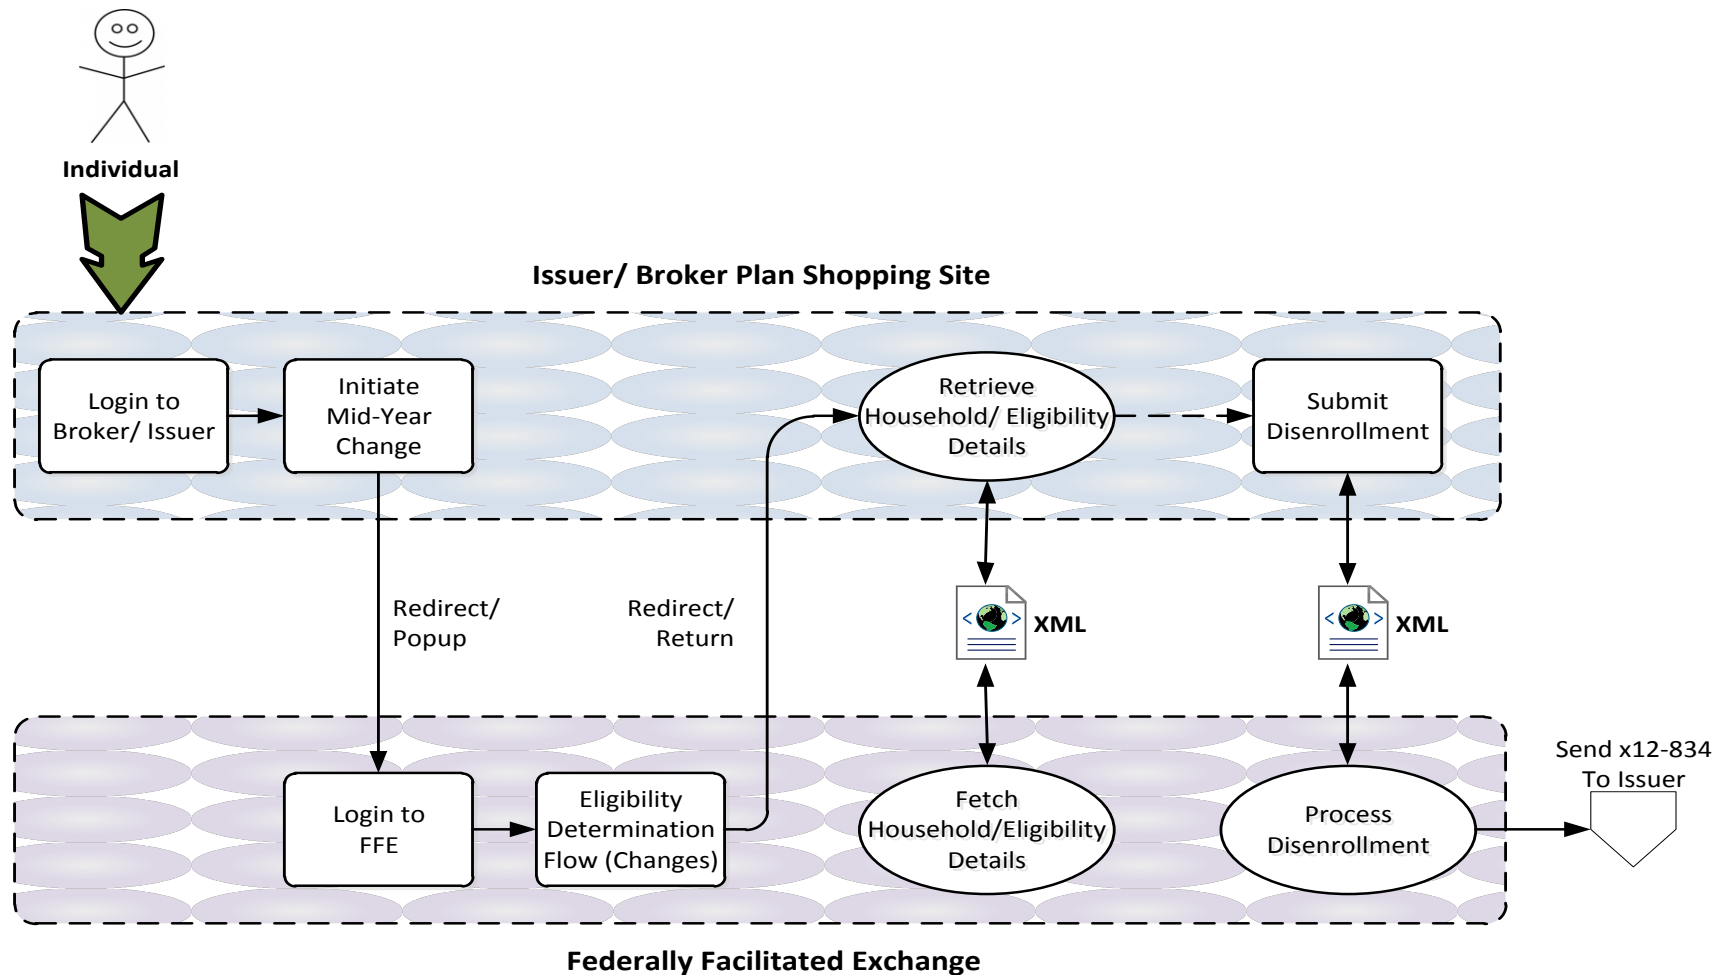 Individual
Issuer/ Broker Plan Shopping Site
Login to
Broker/ Issuer
Initiate
Mid-Year
Change
Retrieve
Household/ Eligibility
Details
Submit
Disenrollment
Redirect/
Popup
Redirect/
Return
< >
XML
< >
XML
Login to
FFE
Eligibility
Determination
Flow (Changes)
Fetch
Household/Eligibility
Details
Process
Disenrollment
Send x12-834
To Issuer
Federally Facilitated Exchange